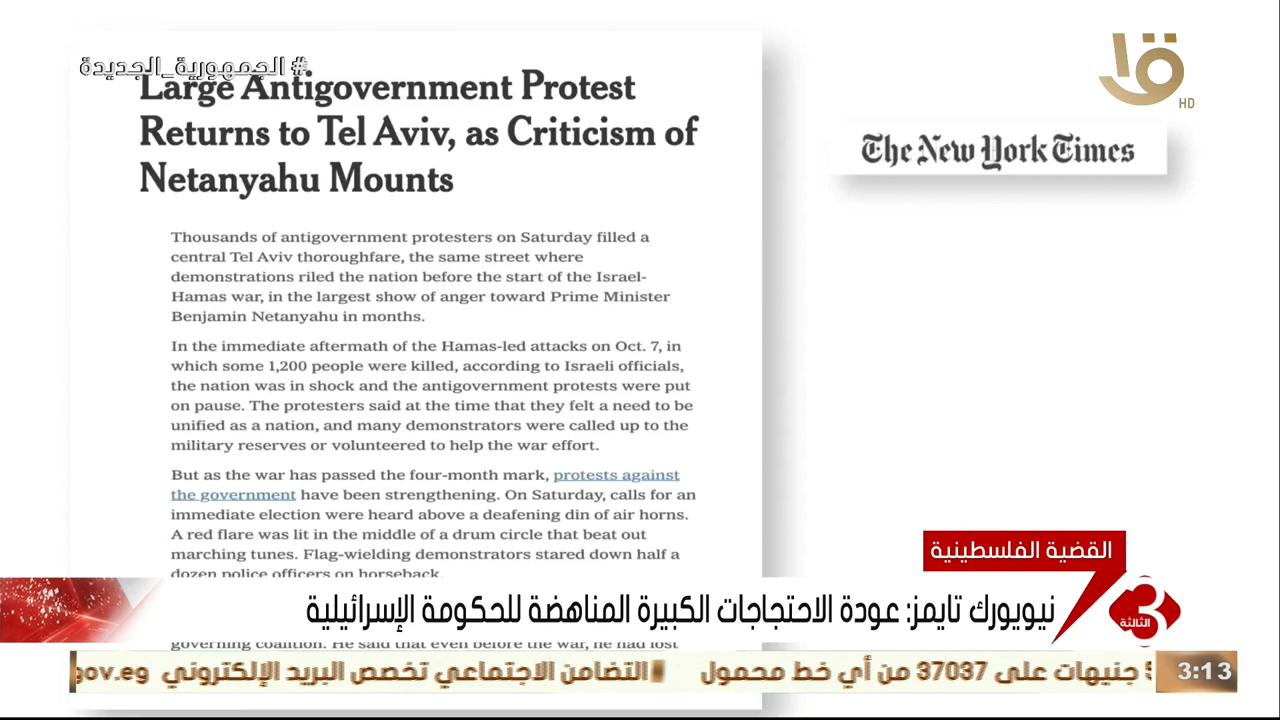 #الجمهورية_الجديدة
HD
Large Antigovernment Protest
Returns to Tel Aviv, as Criticism of
Netanyahu Mounts
The New York Times
Thousands of antigovernment protesters on Saturday filled a
central Tel Aviv thoroughfare, the same street where
demonstrations riled the nation before the start of the Israel-
Hamas war, in the largest show of anger toward Prime Minister
Benjamin Netanyahu in months.
In the immediate aftermath of the Hamas-led attacks on Oct. 7, in
which some 1,200 people were killed, according to Israeli officials,
the nation was in shock and the antigovernment protests were put
on pause. The protesters said at the time that they felt a need to be
unified as a nation, and many demonstrators were called up to the
military reserves or volunteered to help the war effort.
But as the war has passed the four-month mark, protests against
the government have been strengthening. On Saturday, calls for an
immediate election were heard above a deafening din of air horns.
A red flare was lit in the middle of a drum circle that beat out
marching tunes. Flag-wielding demonstrators stared down half a
dozen police officers on horseback.
القضية الفلسطينية
نيويورك تايمز: عودة الاحتجاجات الكبيرة المناهضة للحكومة الإسرائيلية
3 الثالثة
governing coalition. He said that even before the war, he had lost
جنيهات على 37037 من أي خط محمول التضامن الاجتماعي تخصص البريد الإلكتروني gov.eg
3:13